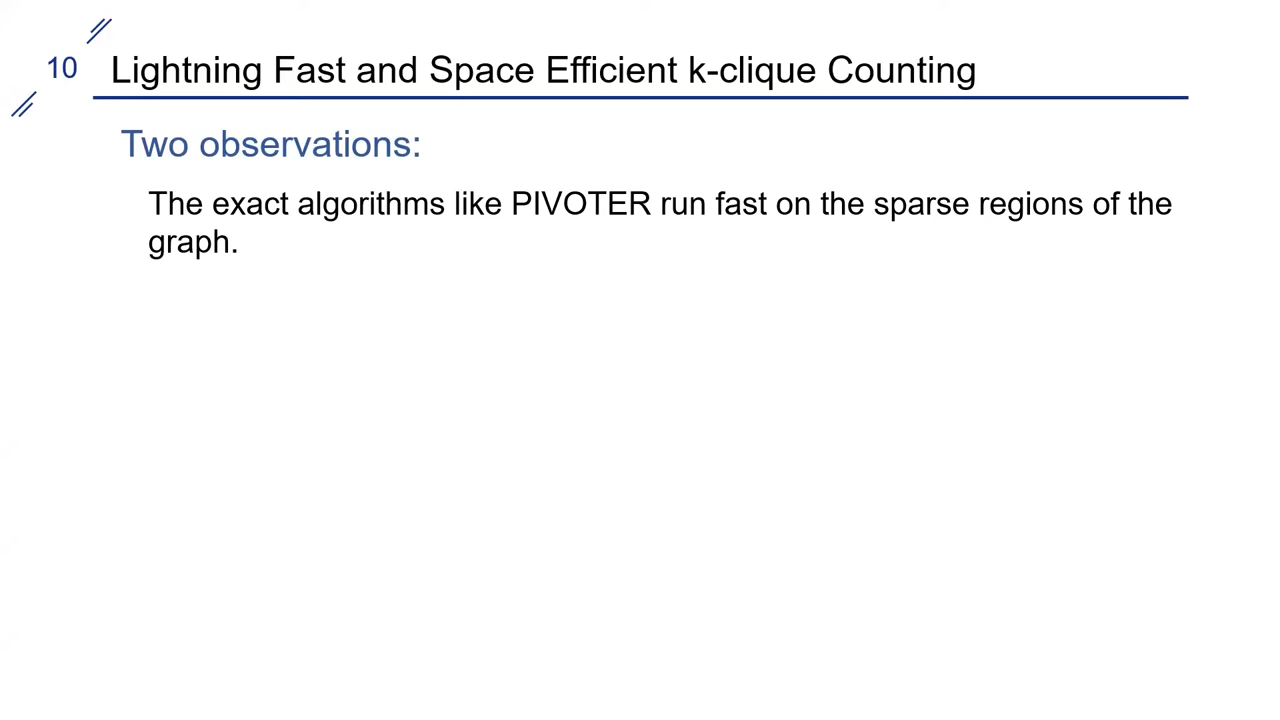 10
Lightning Fast and Space Efficient k-clique Counting
Two observations:
The exact algorithms like PIVOTER run fast on the sparse regions of the
graph.